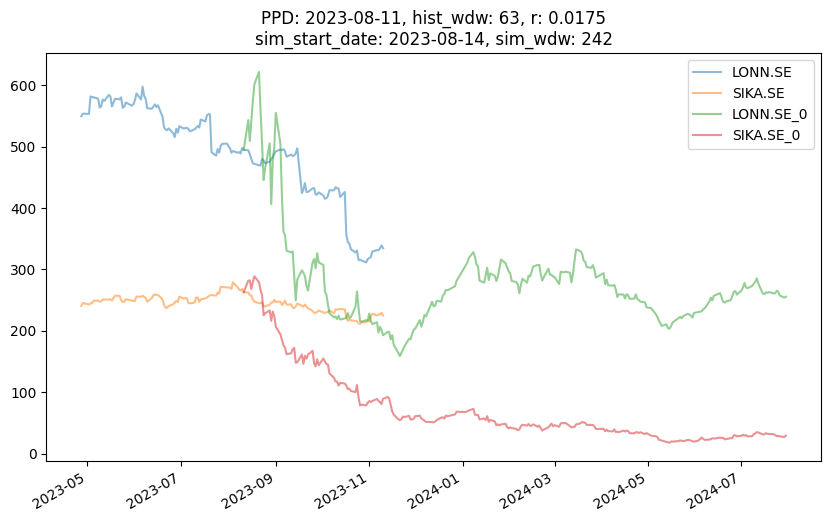 PPD: 2023-08-11, hist_wdw: 63, r: 0.0175
sim_start_date: 2023-08-14, sim_wdw: 242
LONN.SE
SIKA.SE
LONN.SE_0
SIKA.SE_0
600
500
400
300
200
100
0
2023-05
2023-07
2023-09
2023-11
2024-01
2024-03
2024-05
2024-07